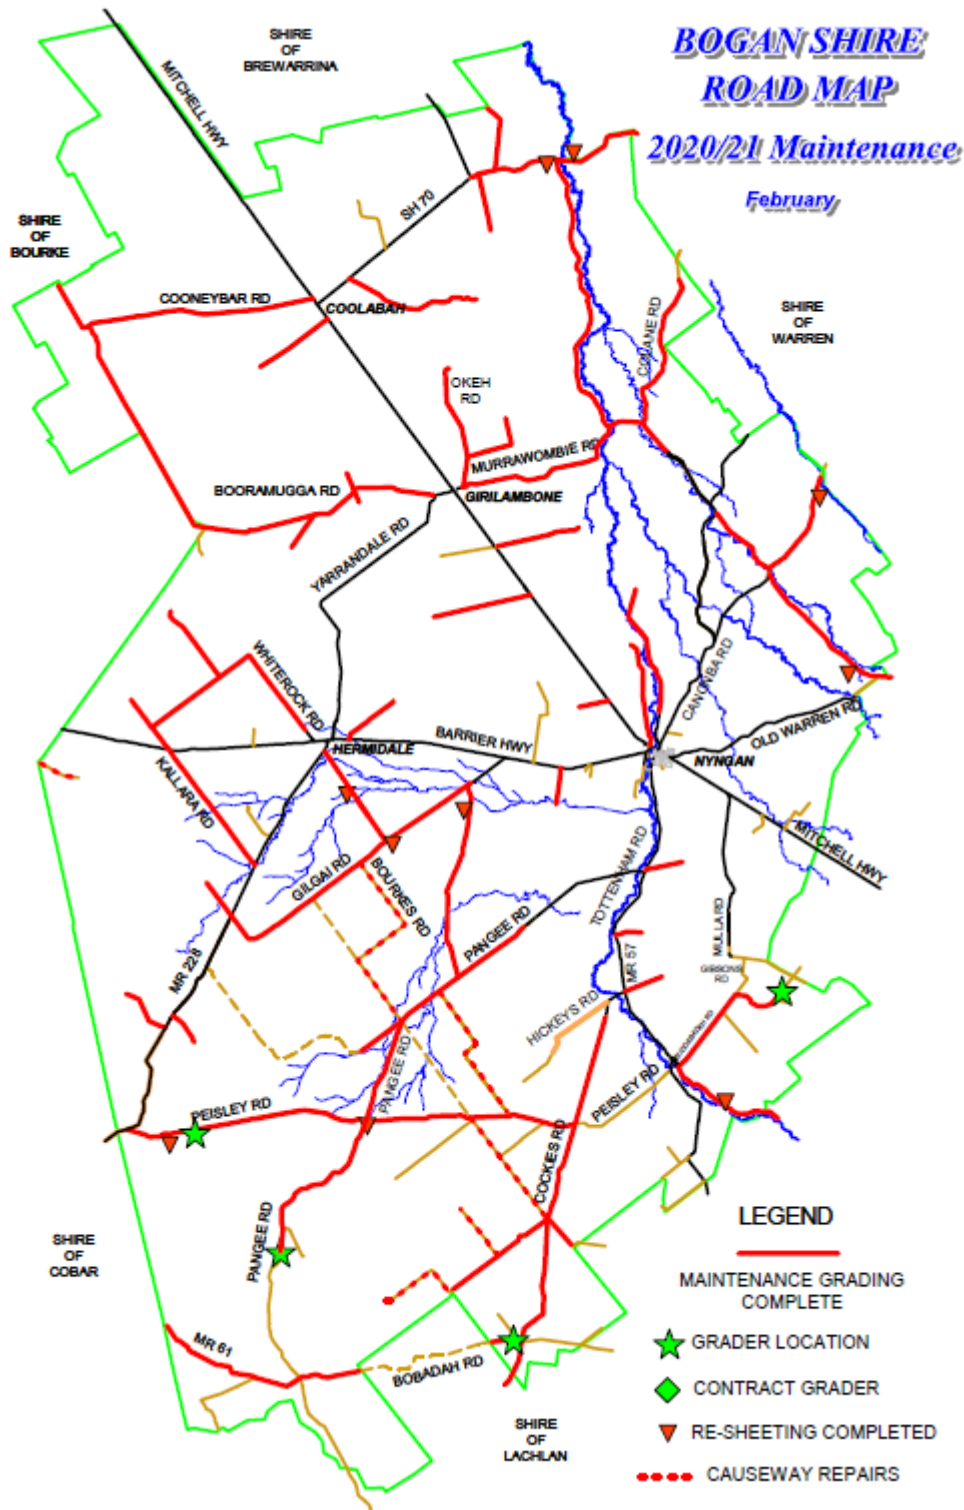 BOGAN SHIRE
ROAD MAP
2020/21 Maintenance
February
SHIRE
OF
BREWARRINA
MITCHELL HWY
SH 70
SHIRE
OF
BOURKE
COONEYBAR RD
COOLABAH
SHIRE
OF
WARREN
COLANE RD
OKEH
RD
MURRAWOMBIE RD
BOORAMUGGA RD
GIRILAMBONE
YARRANDALE RD
WHITEROCK RD
CANONBA RD
OLD WARREN RD
BARRIER HWY
HERMIDALE
NYNGAN
KALLARA RD
MITCHELL HWY
TOTTENHAM RD
GILGAI RD
BOURKES RD
PANGEE RD
MULLA RD
MR 228
MR 57
GIBSONS
RD
HICKEYS RD
PANGEE RD
PEISLEY RD
PEISLEY RD
COCKIES RD
PANGEE RD
SHIRE
OF
COBAR
MR 61
BOBADAH RD
SHIRE
OF
LACHLAN
LEGEND
MAINTENANCE GRADING
COMPLETE
GRADER LOCATION
CONTRACT GRADER
RE-SHEETING COMPLETED
CAUSEWAY REPAIRS